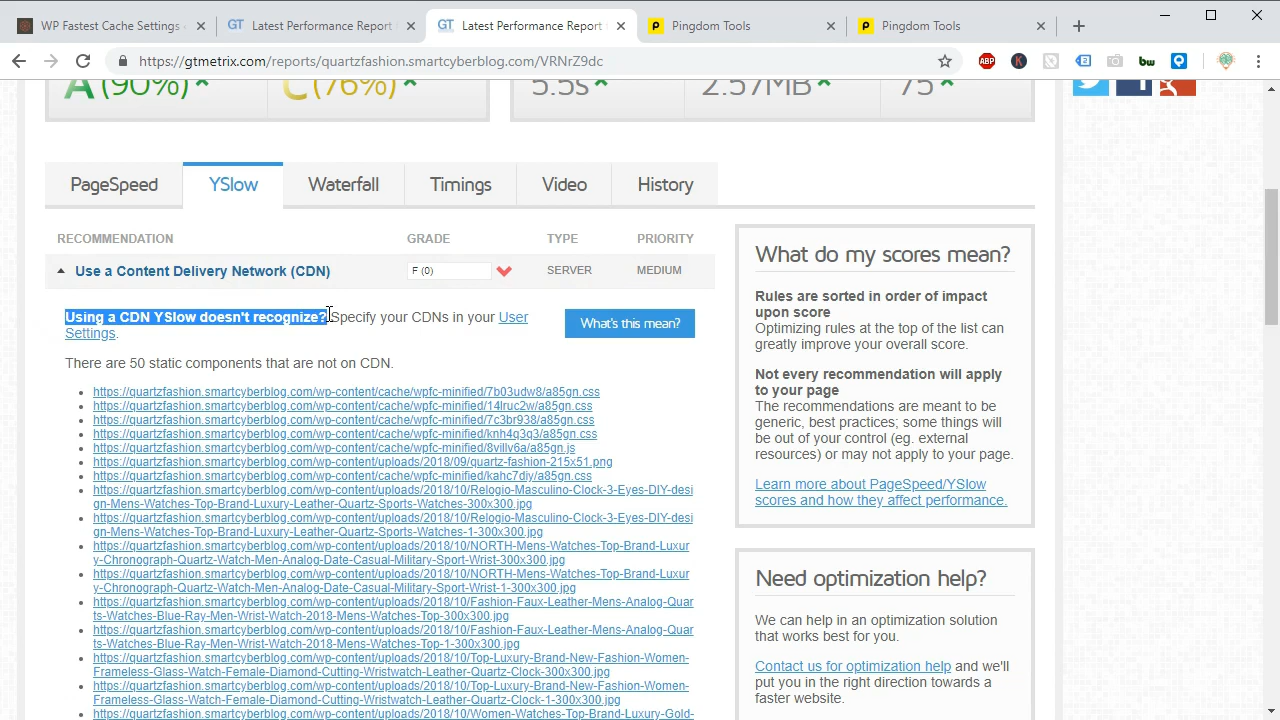 WP Fastest Cache Settings
GT Latest Performance Report
GT Latest Performance Report
Pingdom Tools
Pingdom Tools
https://gtmetrix.com/reports/quartzfashion.smartcyberblog.com/VRNrZ9dc
ABP
K
bw
A (90%)
C (76%)
5.5s
2.57MB
75
PageSpeed
YSlow
Waterfall
Timings
Video
History
RECOMMENDATION GRADE TYPE PRIORITY
Use a Content Delivery Network (CDN) F (0) SERVER MEDIUM
Using a CDN YSlow doesn't recognize? Specify your CDNs in your User
Settings.
What's this mean?
There are 50 static components that are not on CDN.
https://quartzfashion.smartcyberblog.com/wp-content/cache/wpfc-minified/7b03udw8/a85gn.css
https://quartzfashion.smartcyberblog.com/wp-content/cache/wpfc-minified/14lruc2w/a85gn.css
https://quartzfashion.smartcyberblog.com/wp-content/cache/wpfc-minified/7c3br938/a85gn.css
https://quartzfashion.smartcyberblog.com/wp-content/cache/wpfc-minified/knh4q3q3/a85gn.css
https://quartzfashion.smartcyberblog.com/wp-content/cache/wpfc-minified/8villv6a/a85gn.js
https://quartzfashion.smartcyberblog.com/wp-content/uploads/2018/09/quartz-fashion-215x51.png
https://quartzfashion.smartcyberblog.com/wp-content/cache/wpfc-minified/kahc7diy/a85gn.css
https://quartzfashion.smartcyberblog.com/wp-content/uploads/2018/10/Relogio-Masculino-Clock-3-Eyes-DIY-desi
gn-Mens-Watches-Top-Brand-Luxury-Leather-Quartz-Sports-Watches-300x300.jpg
https://quartzfashion.smartcyberblog.com/wp-content/uploads/2018/10/Relogio-Masculino-Clock-3-Eyes-DIY-desi
gn-Mens-Watches-Top-Brand-Luxury-Leather-Quartz-Sports-Watches-1-300x300.jpg
https://quartzfashion.smartcyberblog.com/wp-content/uploads/2018/10/NORTH-Mens-Watches-Top-Brand-Luxur
y-Chronograph-Quartz-Watch-Men-Analog-Date-Casual-Military-Sport-Wrist-300x300.jpg
https://quartzfashion.smartcyberblog.com/wp-content/uploads/2018/10/NORTH-Mens-Watches-Top-Brand-Luxur
y-Chronograph-Quartz-Watch-Men-Analog-Date-Casual-Military-Sport-Wrist-1-300x300.jpg
https://quartzfashion.smartcyberblog.com/wp-content/uploads/2018/10/Fashion-Faux-Leather-Mens-Analog-Quar
ts-Watches-Blue-Ray-Men-Wrist-Watch-2018-Mens-Watches-Top-300x300.jpg
https://quartzfashion.smartcyberblog.com/wp-content/uploads/2018/10/Fashion-Faux-Leather-Mens-Analog-Quar
ts-Watches-Blue-Ray-Men-Wrist-Watch-2018-Mens-Watches-Top-1-300x300.jpg
https://quartzfashion.smartcyberblog.com/wp-content/uploads/2018/10/Top-Luxury-Brand-New-Fashion-Women-
Frameless-Glass-Watch-Female-Diamond-Cutting-Wristwatch-Leather-Quartz-Clock-300x300.jpg
https://quartzfashion.smartcyberblog.com/wp-content/uploads/2018/10/Top-Luxury-Brand-New-Fashion-Women-
Frameless-Glass-Watch-Female-Diamond-Cutting-Wristwatch-Leather-Quartz-Clock-1-300x300.jpg
https://quartzfashion.smartcyberblog.com/wp-content/uploads/2018/10/Women-Watches-Top-Brand-Luxury-Gold-
What do my scores mean?
Rules are sorted in order of impact
upon score
Optimizing rules at the top of the list can
greatly improve your overall score.
Not every recommendation will apply
to your page
The recommendations are meant to be
generic, best practices; some things will
be out of your control (eg. external
resources) or may not apply to your page.
Learn more about PageSpeed/YSlow
scores and how they affect performance.
Need optimization help?
We can help in an optimization solution
that works best for you.
Contact us for optimization help and we'll
put you in the right direction towards a
faster website.